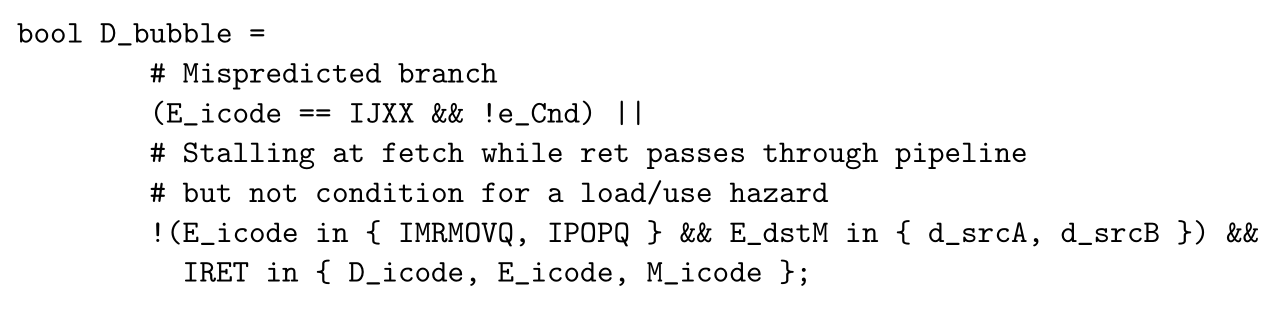 bool D_bubble =
# Mispredicted branch
(E_icode == IJXX && !e_Cnd) ||
# Stalling at fetch while ret passes through pipeline
# but not condition for a load/use hazard
!(E_icode in { IMRMOVQ, IPOPQ } && E_dstM in { d_srcA, d_srcB }) &&
IRET in { D_icode, E_icode, M_icode };